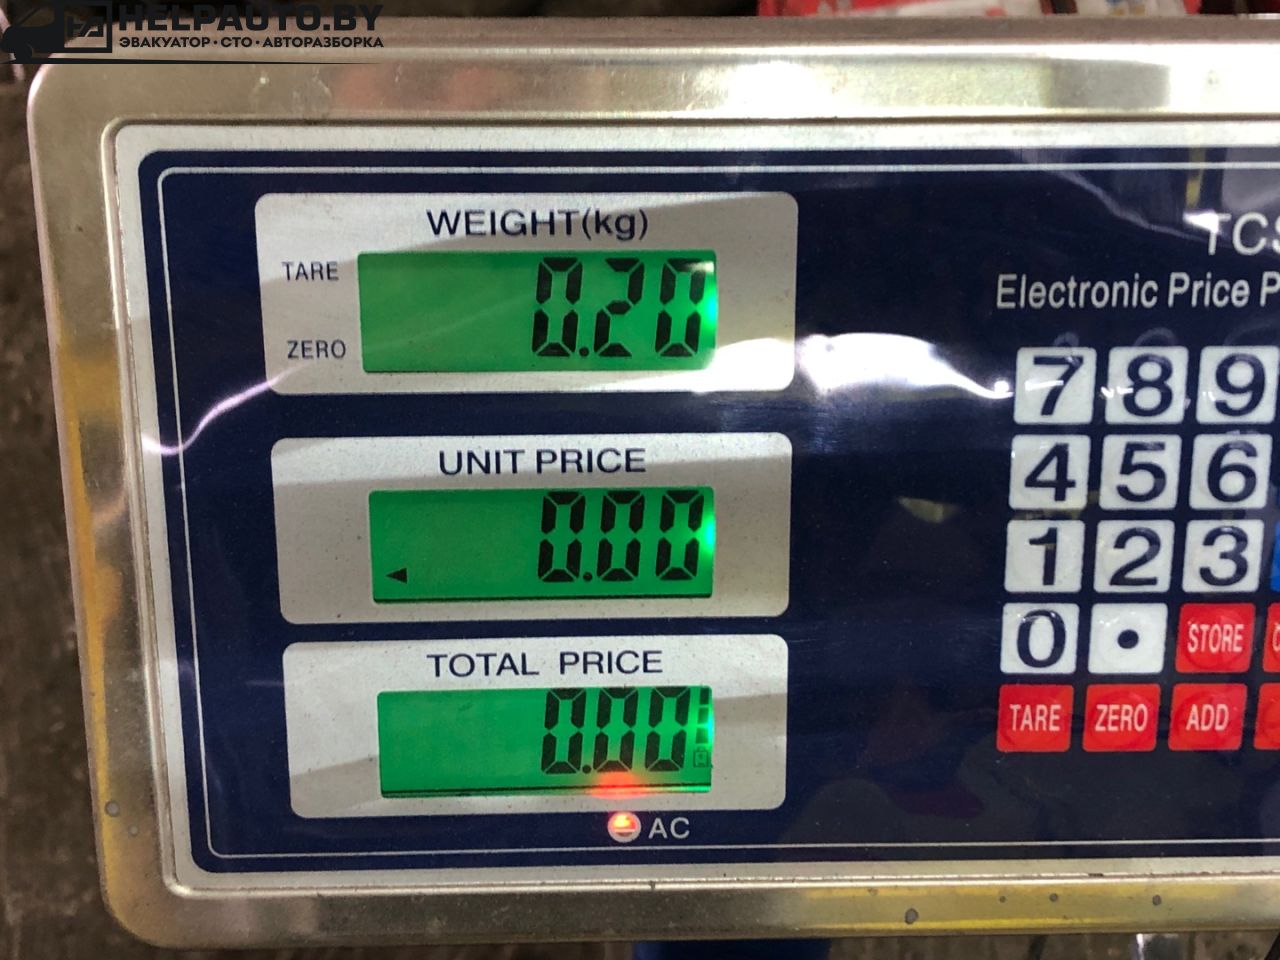 HELPAUTO.BY
ЭВАКУАТОР·СТО·АВТОРАЗБОРКА
WEIGHT(kg)
TARE
0.20
ZERO
UNIT PRICE
0.00
TOTAL PRICE
0.00
AC
TCS
Electronic Price P
7 8 9
4 5 6
1 2 3
0 . STORE
TARE ZERO ADD